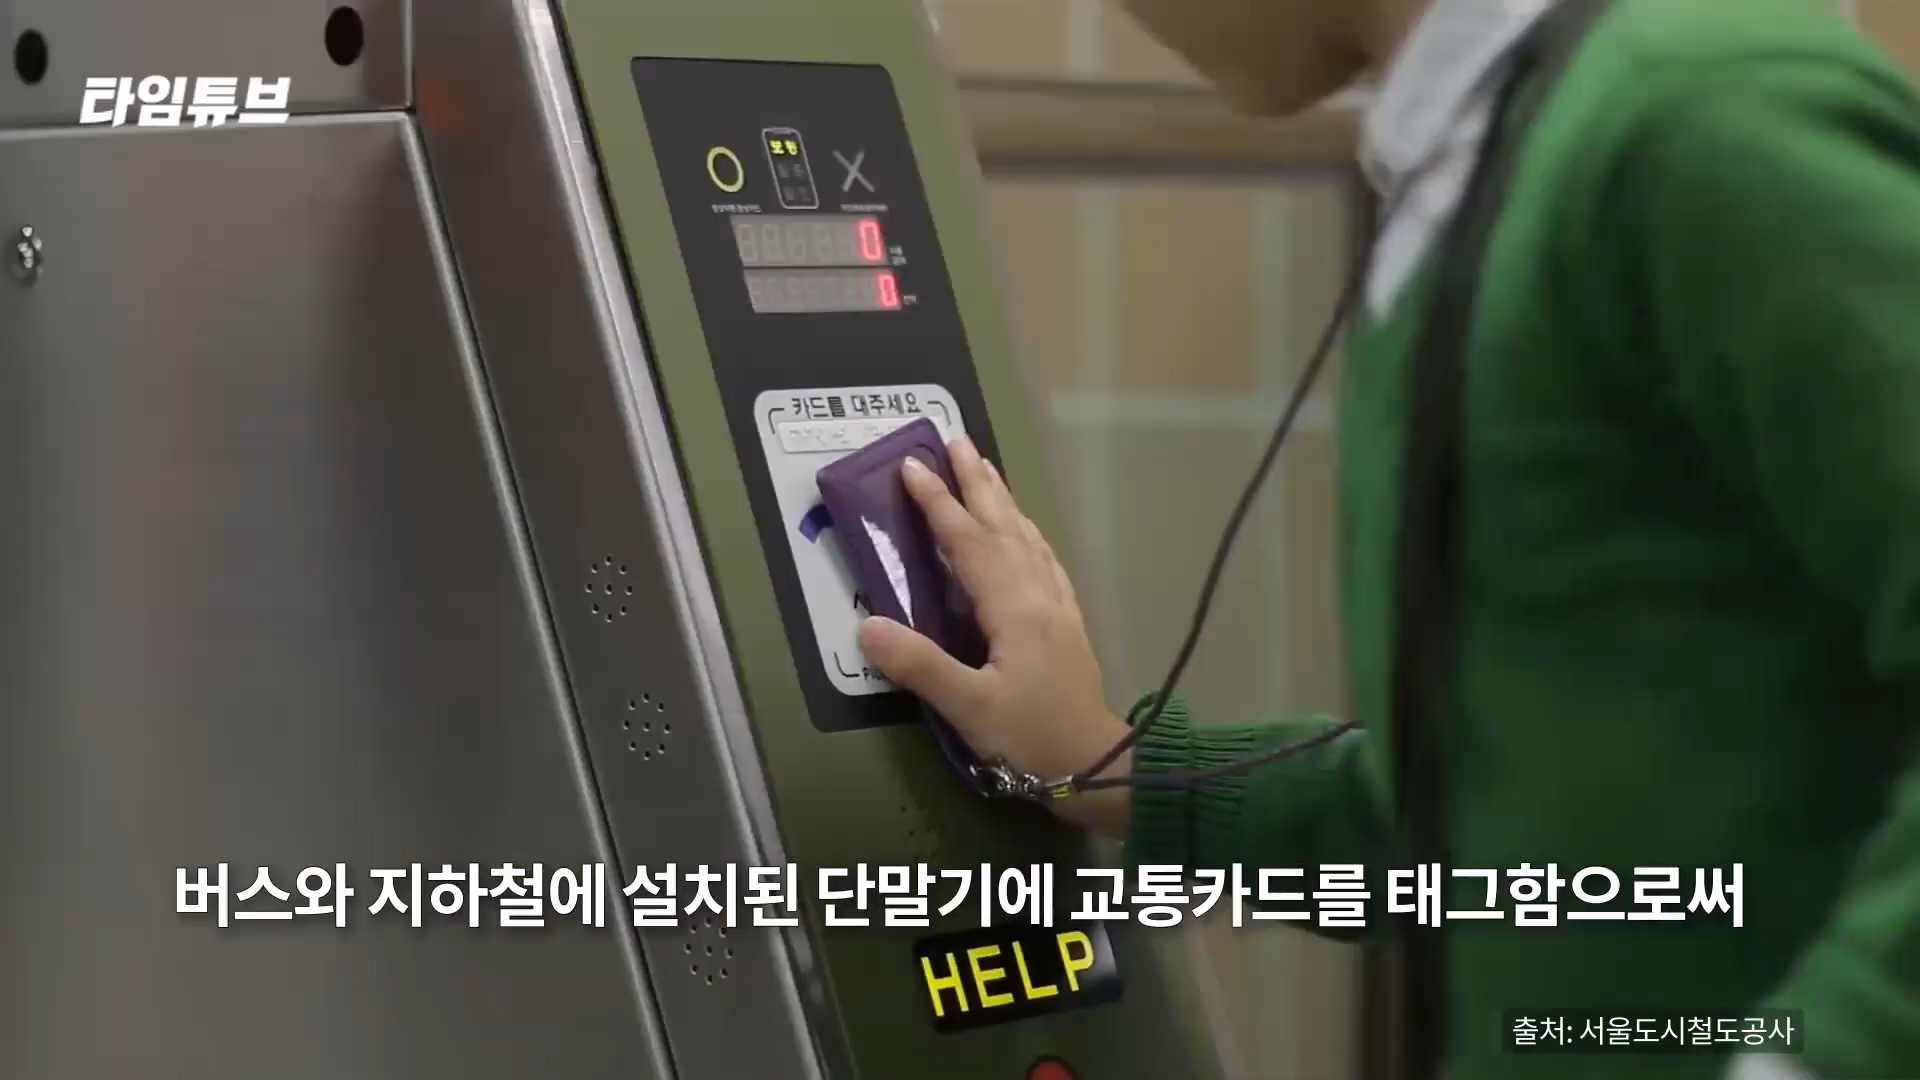 타임튜브
0
0
카드를 대주세요
버스와 지하철에 설치된 단말기에 교통카드를 태그함으로써
HELP
출처: 서울도시철도공사